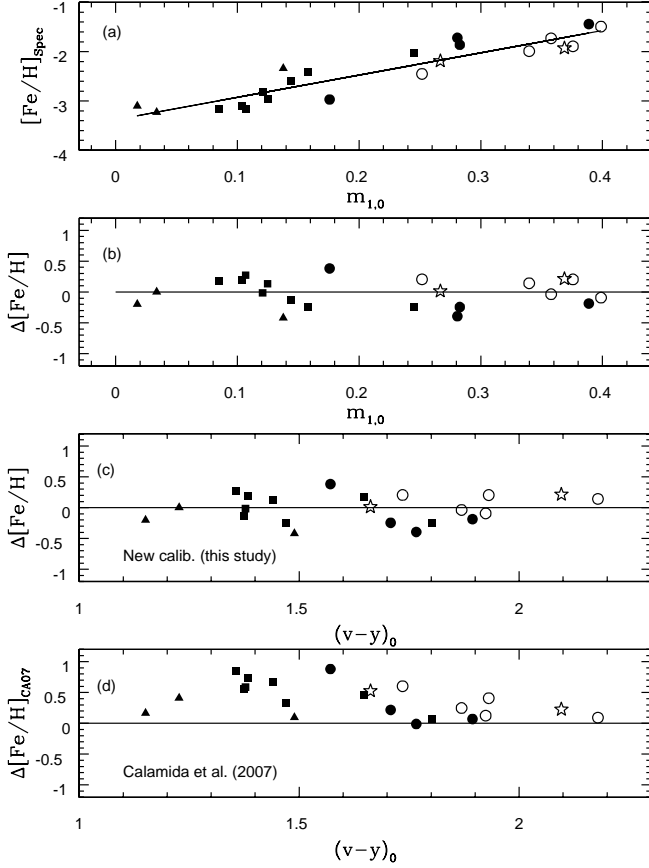 -1
(a)
-2
-3
-4
[Fe/H]Spec
0 0.1 0.2 0.3 0.4
m1,0
1
(b)
0.5
0
-0.5
-1
Δ[Fe/H]
0 0.1 0.2 0.3 0.4
m1,0
1
(c)
0.5
0
-0.5
-1
Δ[Fe/H]
New calib. (this study)
1 1.5 2
(v-y)0
1
(d)
0.5
0
-0.5
-1
Δ[Fe/H]CA07
Calamida et al. (2007)
1 1.5 2
(v-y)0